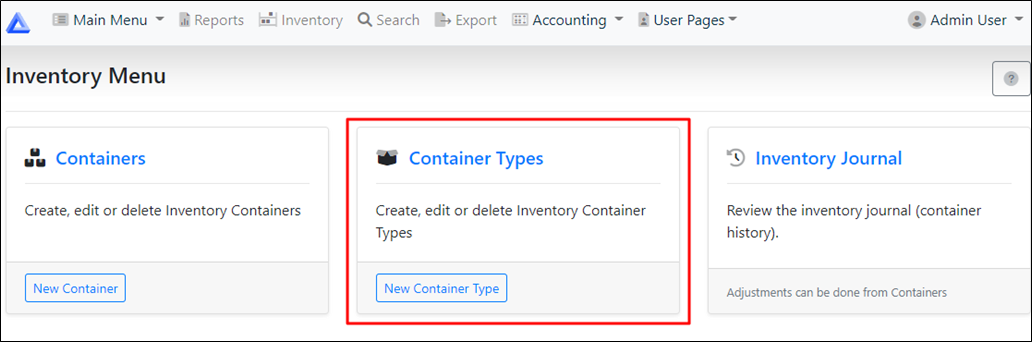 Main Menu Reports Inventory Search Export Accounting User Pages Admin User
Inventory Menu
?
Containers
Create, edit or delete Inventory Containers
New Container
Container Types
Create, edit or delete Inventory Container
Types
New Container Type
Inventory Journal
Review the inventory journal (container
history).
Adjustments can be done from Containers